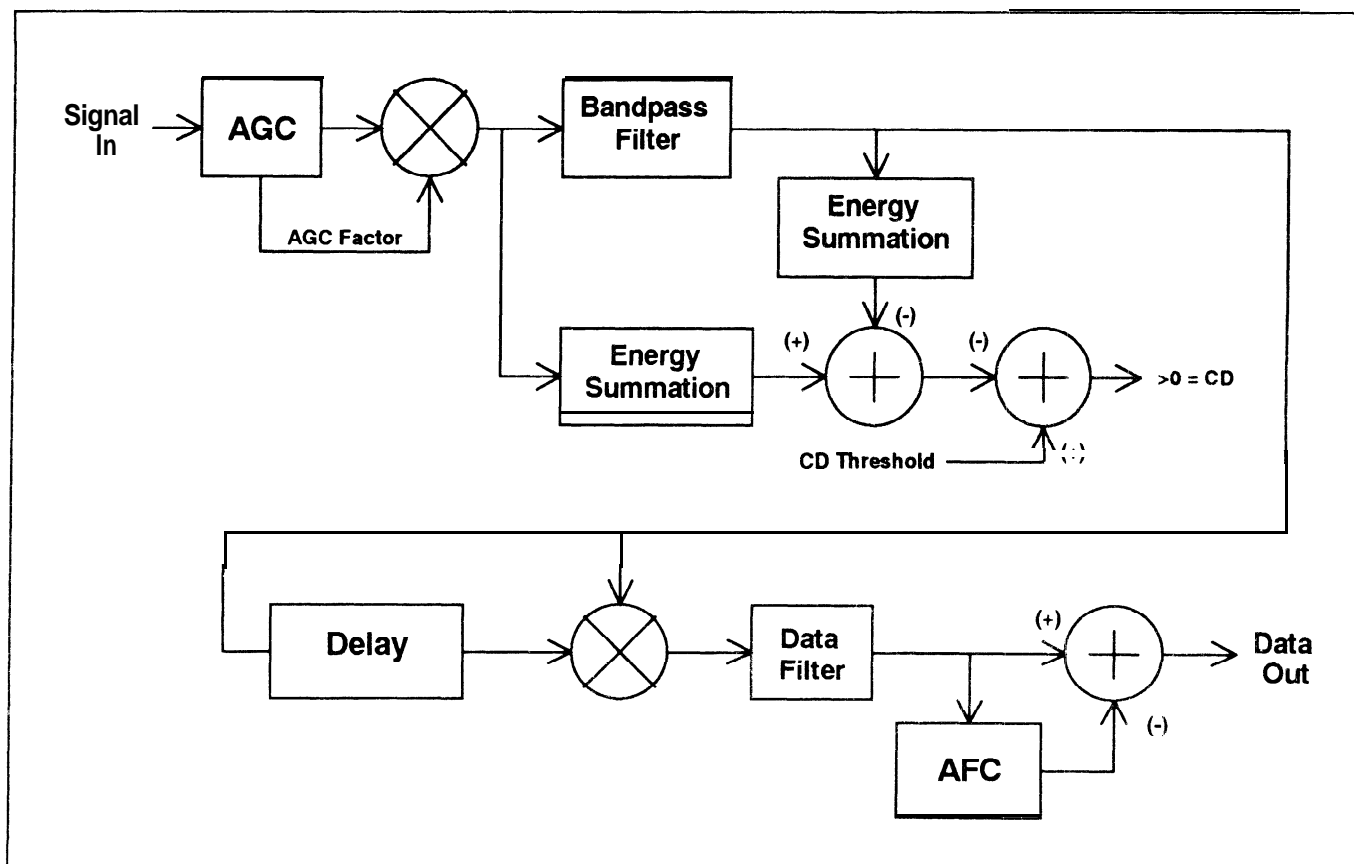 Signal
In
AGC
AGC Factor
Bandpass
Filter
Energy
Summation
(-)
Energy
Summation
(+)
(-)
>0 = CD
CD Threshold
Delay
Data
Filter
(+)
Data
Out
AFC
(-)